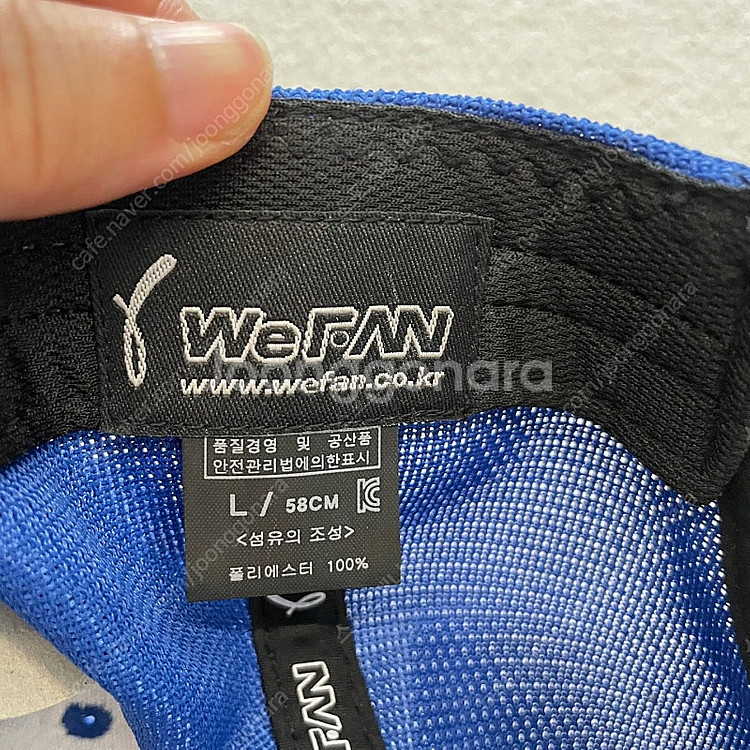 WeFAN
www.wefan.co.kr
joonggonara
품질경영 및 공산품
안전관리법에의한표시
L / 58CM
<섬유의 조성>
폴리에스터 100%
FAN
cafe.naver.com/joonggonara